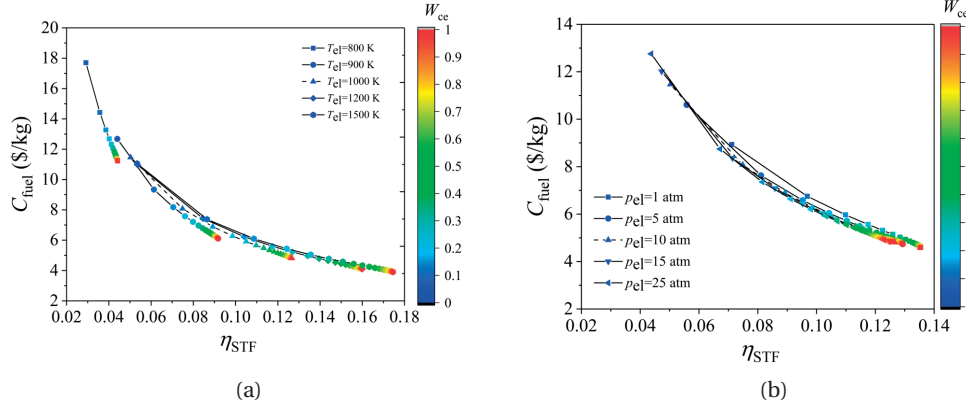 W_ce
C_fuel ($/kg)
20
18
16
14
12
10
8
6
4
2
0.02 0.04 0.06 0.08 0.10 0.12 0.14 0.16 0.18
η_STF
T_el=800 K
T_el=900 K
T_el=1000 K
T_el=1200 K
T_el=1500 K
1
0.9
0.8
0.7
0.6
0.5
0.4
0.3
0.2
0.1
0
(a)
W_ce
C_fuel ($/kg)
14
12
10
8
6
4
2
0.02 0.04 0.06 0.08 0.10 0.12 0.14
η_STF
p_el=1 atm
p_el=5 atm
p_el=10 atm
p_el=15 atm
p_el=25 atm
(b)